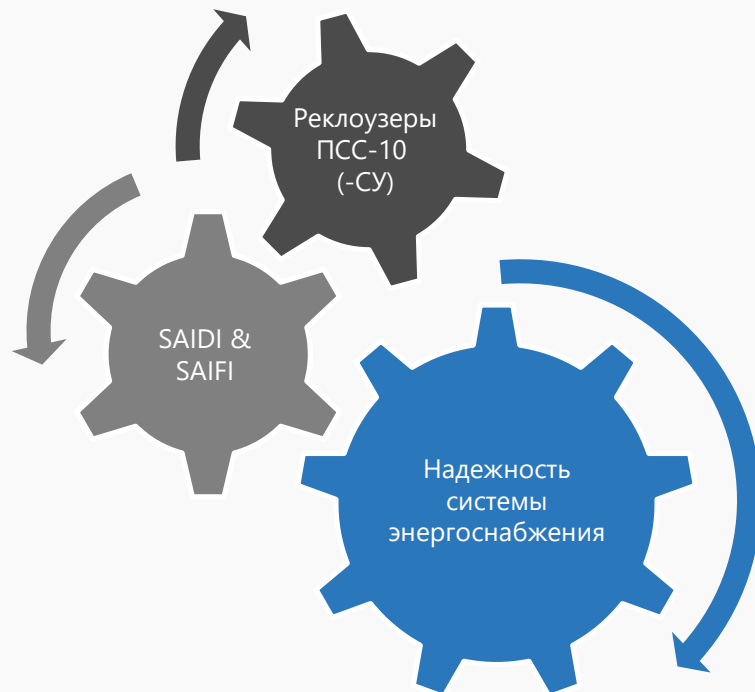 Реклоузеры
ПСС-10
(-СУ)
SAIDI &
SAIFI
Надежность
системы
энергоснабжения